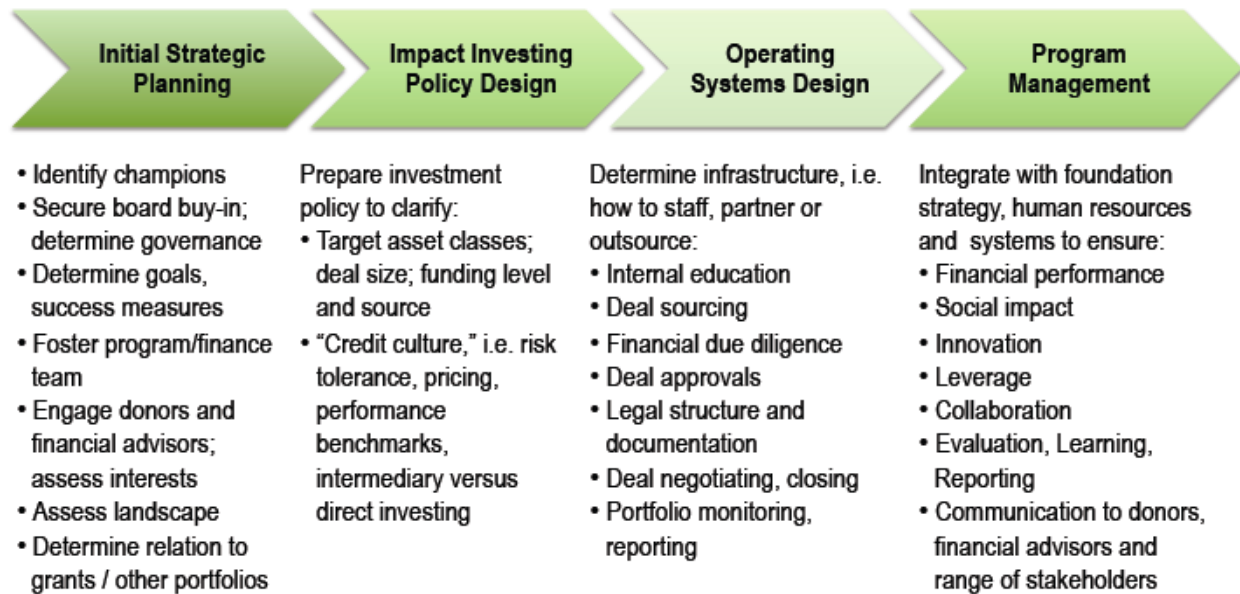 Initial Strategic
Planning
Impact Investing
Policy Design
Operating
Systems Design
Program
Management
• Identify champions
• Secure board buy-in;
determine governance
• Determine goals,
success measures
• Foster program/finance
team
• Engage donors and
financial advisors;
assess interests
• Assess landscape
• Determine relation to
grants / other portfolios
Prepare investment
policy to clarify:
• Target asset classes;
deal size; funding level
and source
• “Credit culture,” i.e. risk
tolerance, pricing,
performance
benchmarks,
intermediary versus
direct investing
Determine infrastructure, i.e.
how to staff, partner or
outsource:
• Internal education
• Deal sourcing
• Financial due diligence
• Deal approvals
• Legal structure and
documentation
• Deal negotiating, closing
• Portfolio monitoring,
reporting
Integrate with foundation
strategy, human resources
and systems to ensure:
• Financial performance
• Social impact
• Innovation
• Leverage
• Collaboration
• Evaluation, Learning,
Reporting
• Communication to donors,
financial advisors and
range of stakeholders